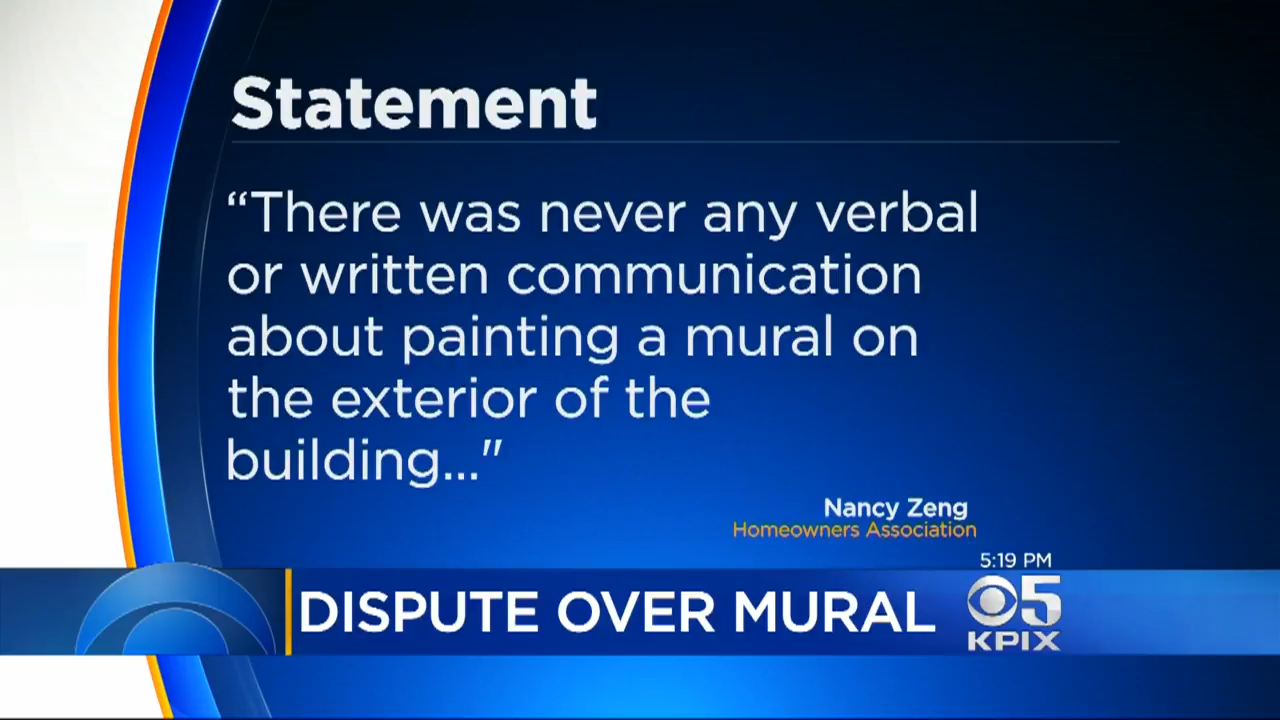 Statement
“There was never any verbal
or written communication
about painting a mural on
the exterior of the
building..."
Nancy Zeng
Homeowners Association
5:19 PM
DISPUTE OVER MURAL
5
KPIX